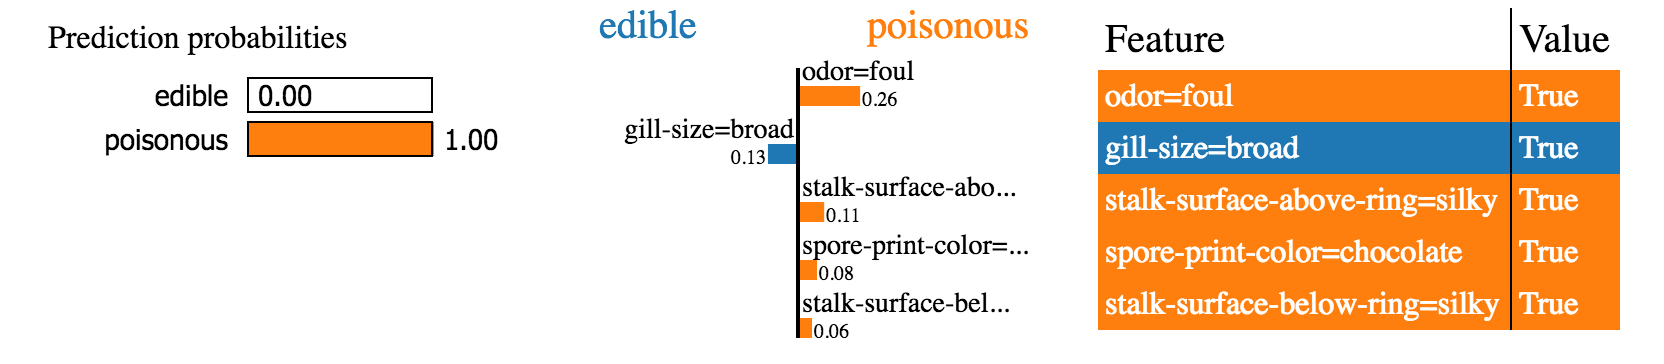 Prediction probabilities
edible 0.00
poisonous 1.00
edible poisonous
odor=foul
0.26
gill-size=broad
0.13
stalk-surface-abo...
0.11
spore-print-color=...
0.08
stalk-surface-bel...
0.06
Feature Value
odor=foul True
gill-size=broad True
stalk-surface-above-ring=silky True
spore-print-color=chocolate True
stalk-surface-below-ring=silky True